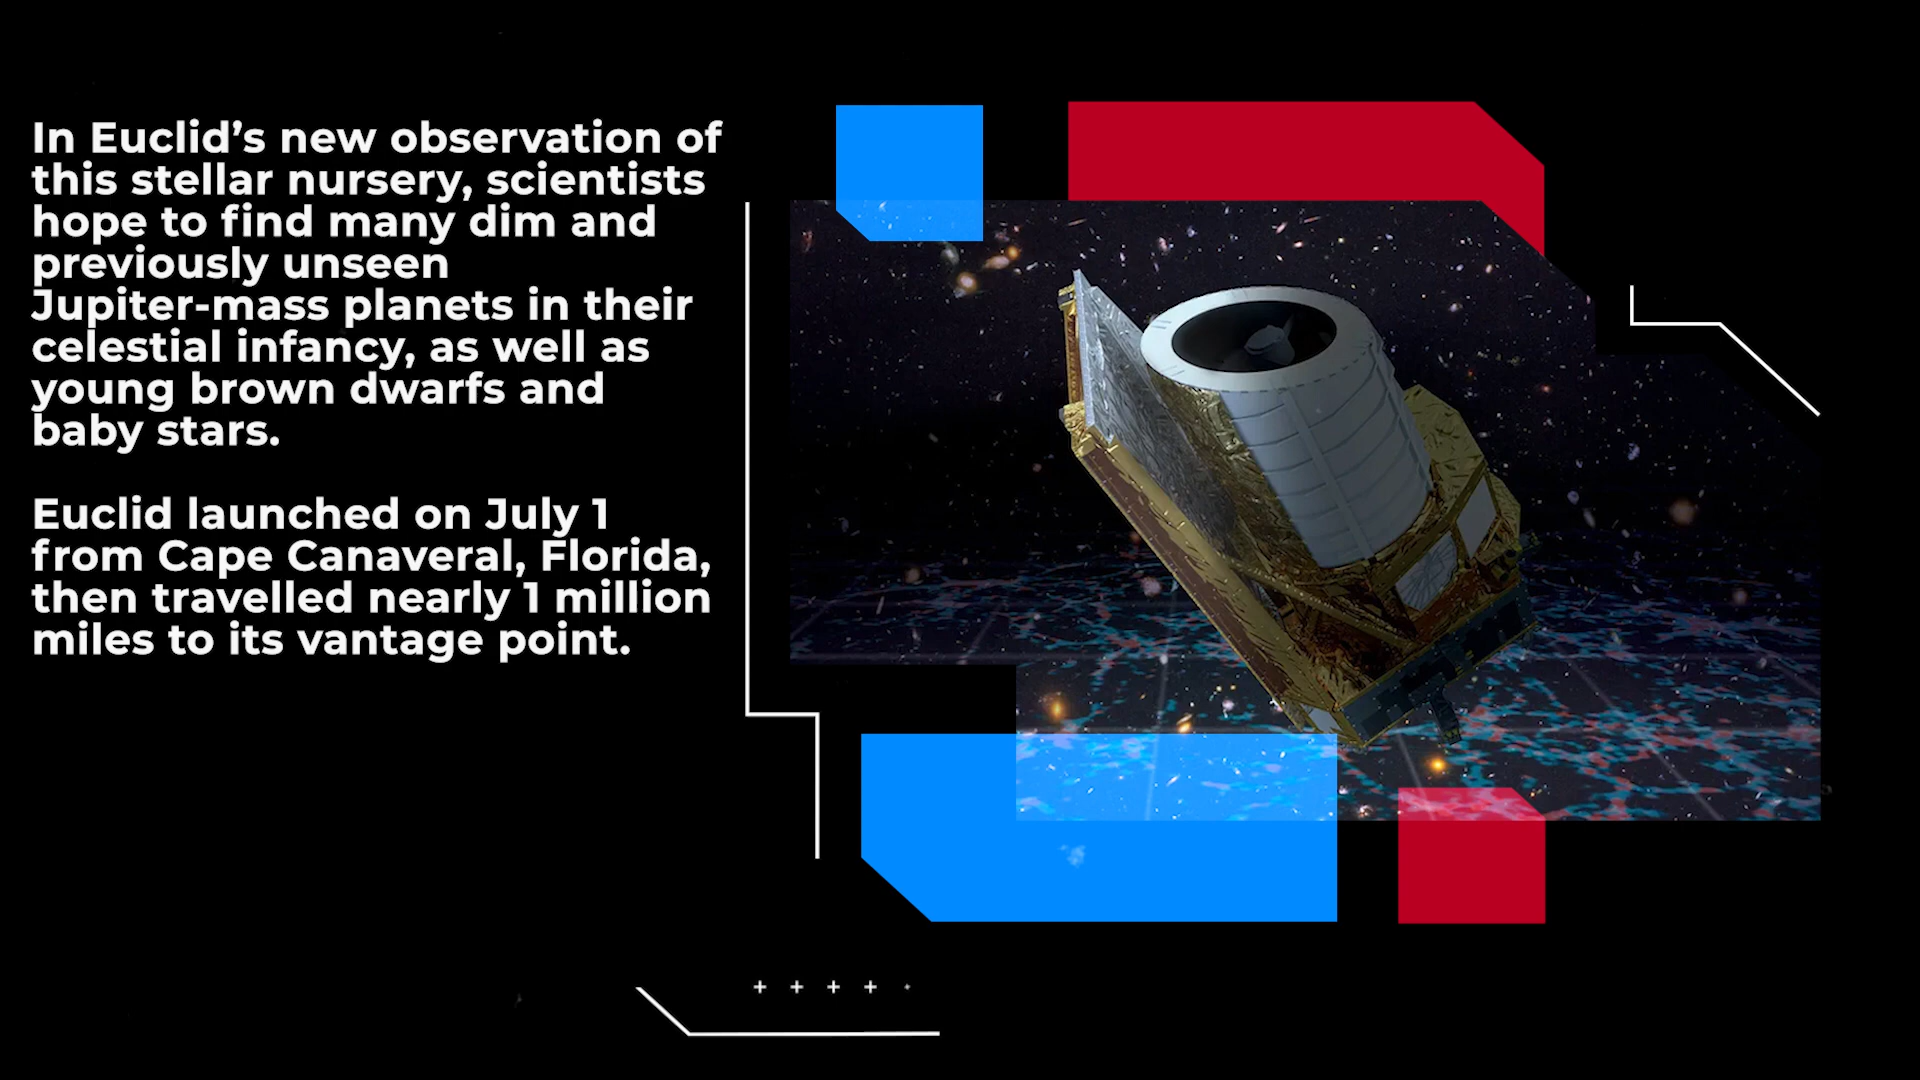 In Euclid’s new observation of
this stellar nursery, scientists
hope to find many dim and
previously unseen
Jupiter-mass planets in their
celestial infancy, as well as
young brown dwarfs and
baby stars.
Euclid launched on July 1
from Cape Canaveral, Florida,
then travelled nearly 1 million
miles to its vantage point.